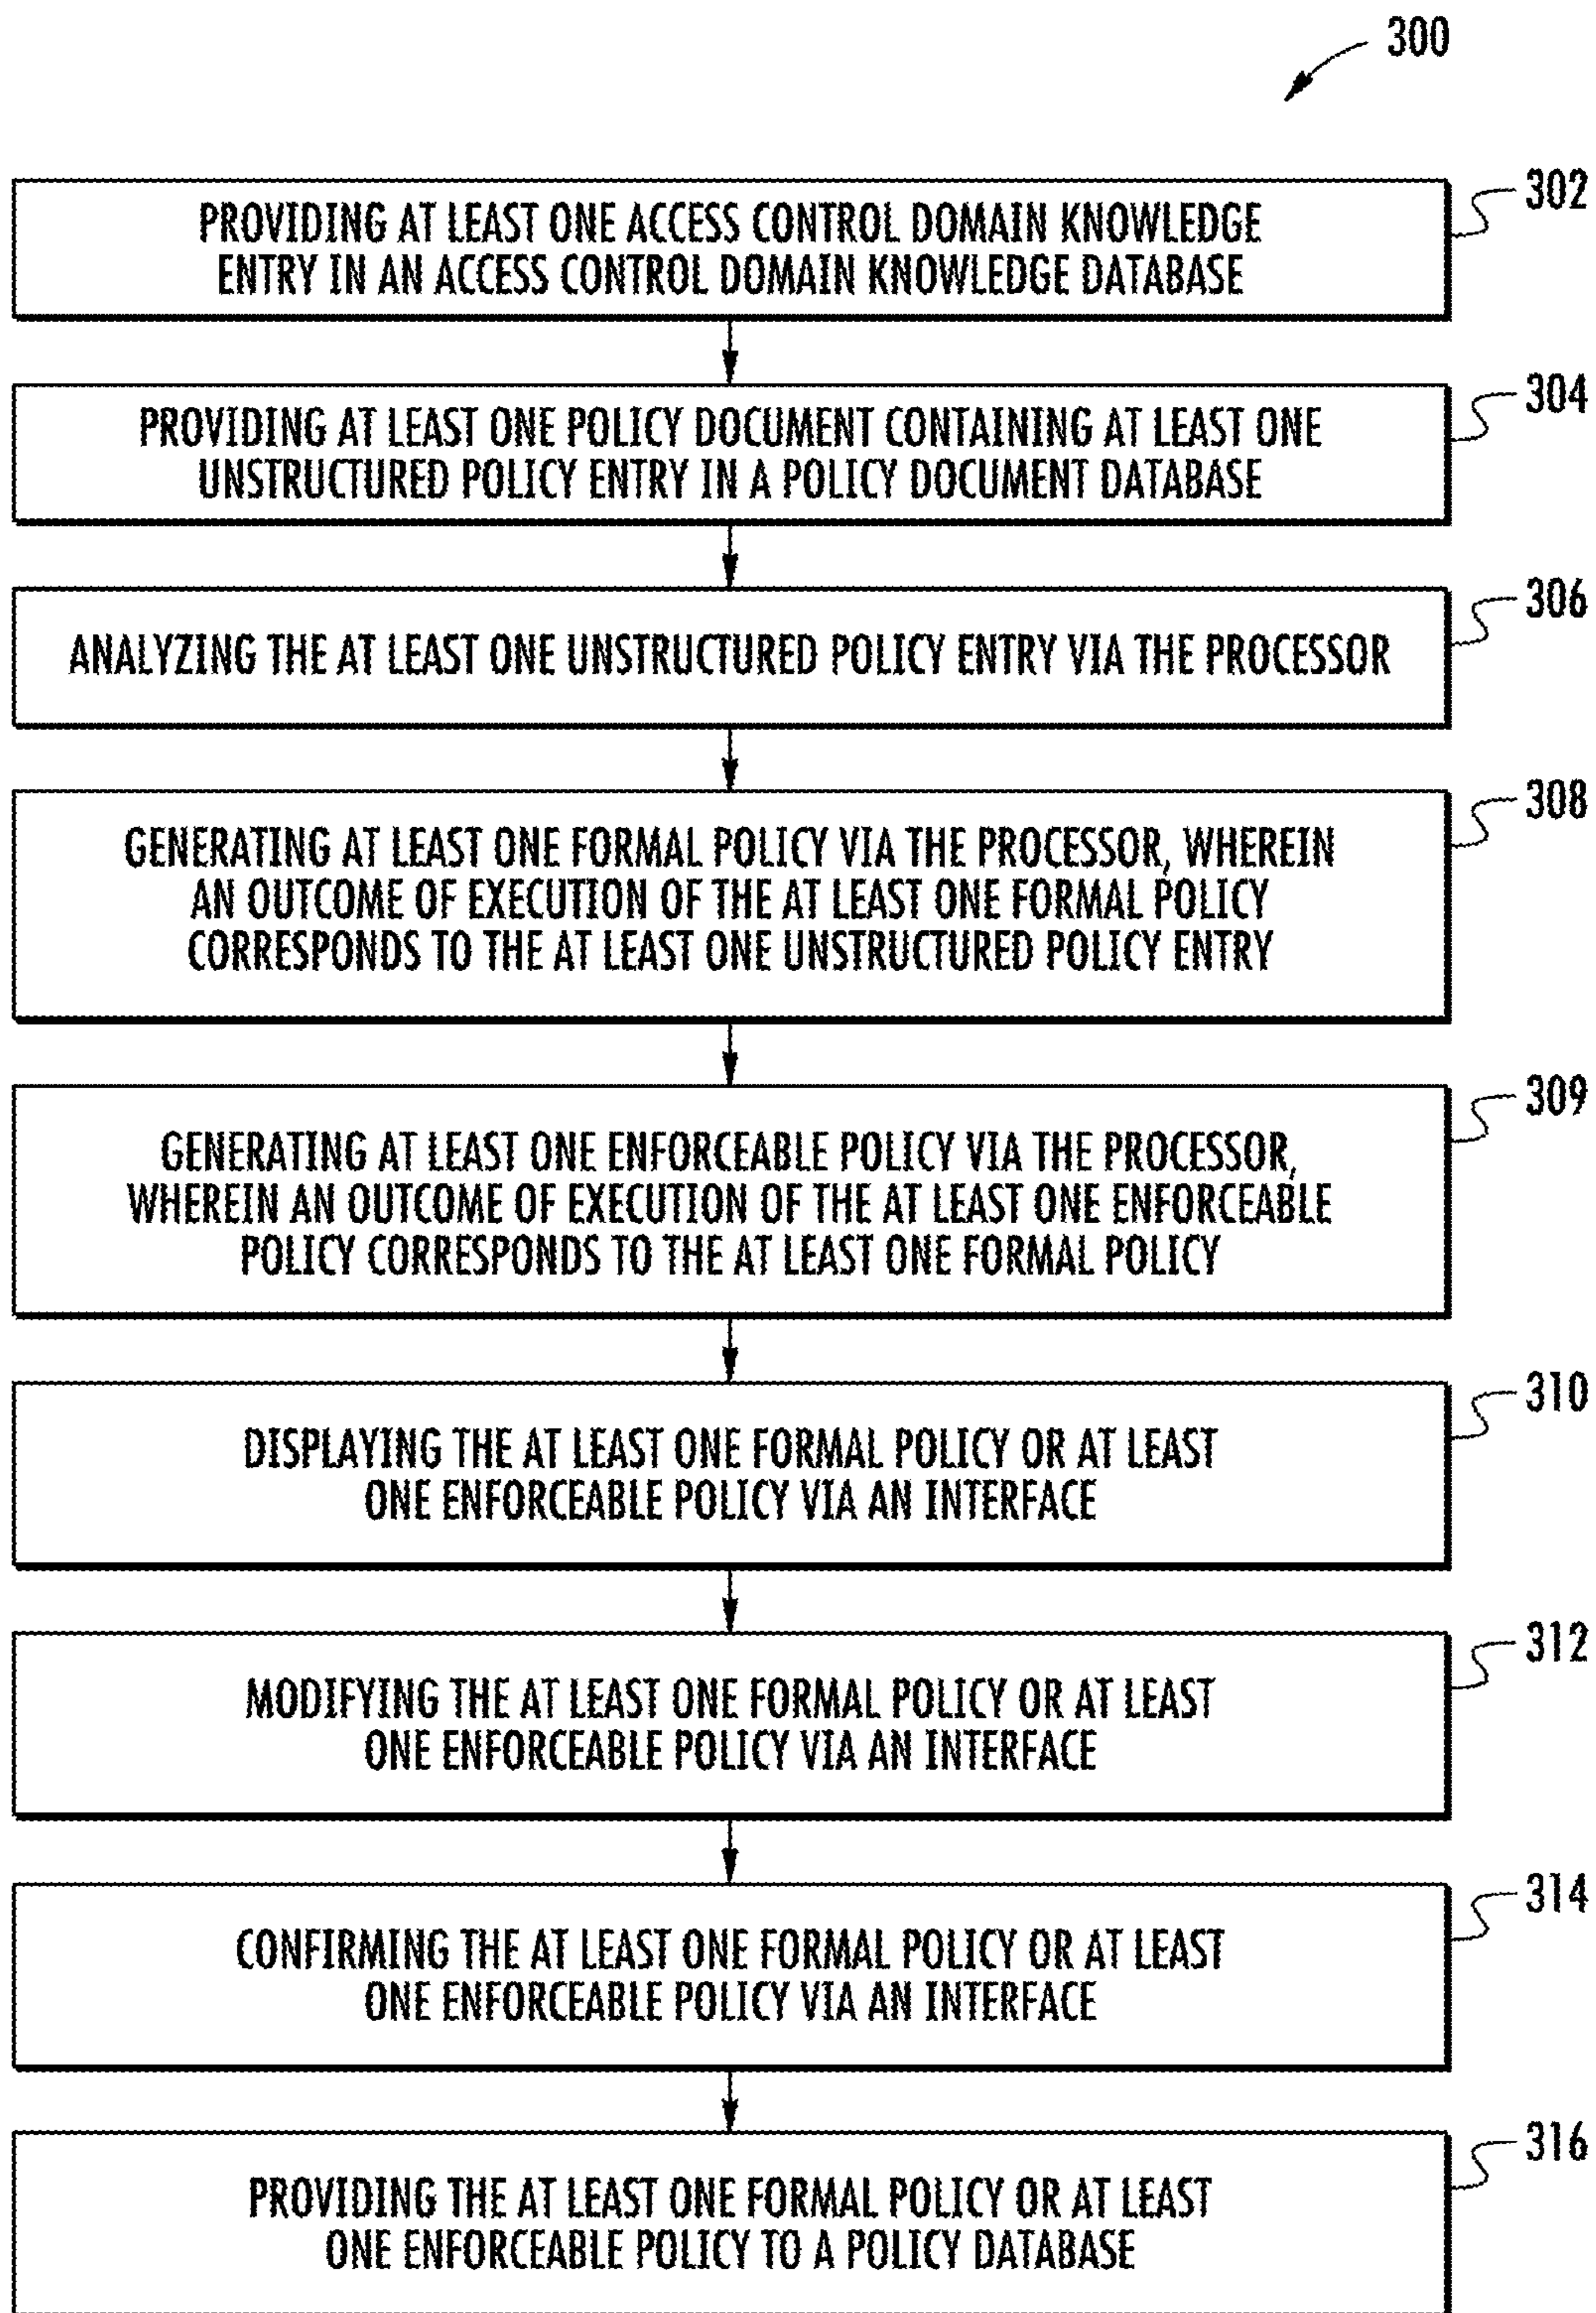 300
302
PROVIDING AT LEAST ONE ACCESS CONTROL DOMAIN KNOWLEDGE
ENTRY IN AN ACCESS CONTROL DOMAIN KNOWLEDGE DATABASE
304
PROVIDING AT LEAST ONE POLICY DOCUMENT CONTAINING AT LEAST ONE
UNSTRUCTURED POLICY ENTRY IN A POLICY DOCUMENT DATABASE
306
ANALYZING THE AT LEAST ONE UNSTRUCTURED POLICY ENTRY VIA THE PROCESSOR
308
GENERATING AT LEAST ONE FORMAL POLICY VIA THE PROCESSOR, WHEREIN
AN OUTCOME OF EXECUTION OF THE AT LEAST ONE FORMAL POLICY
CORRESPONDS TO THE AT LEAST ONE UNSTRUCTURED POLICY ENTRY
309
GENERATING AT LEAST ONE ENFORCEABLE POLICY VIA THE PROCESSOR,
WHEREIN AN OUTCOME OF EXECUTION OF THE AT LEAST ONE ENFORCEABLE
POLICY CORRESPONDS TO THE AT LEAST ONE FORMAL POLICY
310
DISPLAYING THE AT LEAST ONE FORMAL POLICY OR AT LEAST
ONE ENFORCEABLE POLICY VIA AN INTERFACE
312
MODIFYING THE AT LEAST ONE FORMAL POLICY OR AT LEAST
ONE ENFORCEABLE POLICY VIA AN INTERFACE
314
CONFIRMING THE AT LEAST ONE FORMAL POLICY OR AT LEAST
ONE ENFORCEABLE POLICY VIA AN INTERFACE
316
PROVIDING THE AT LEAST ONE FORMAL POLICY OR AT LEAST
ONE ENFORCEABLE POLICY TO A POLICY DATABASE